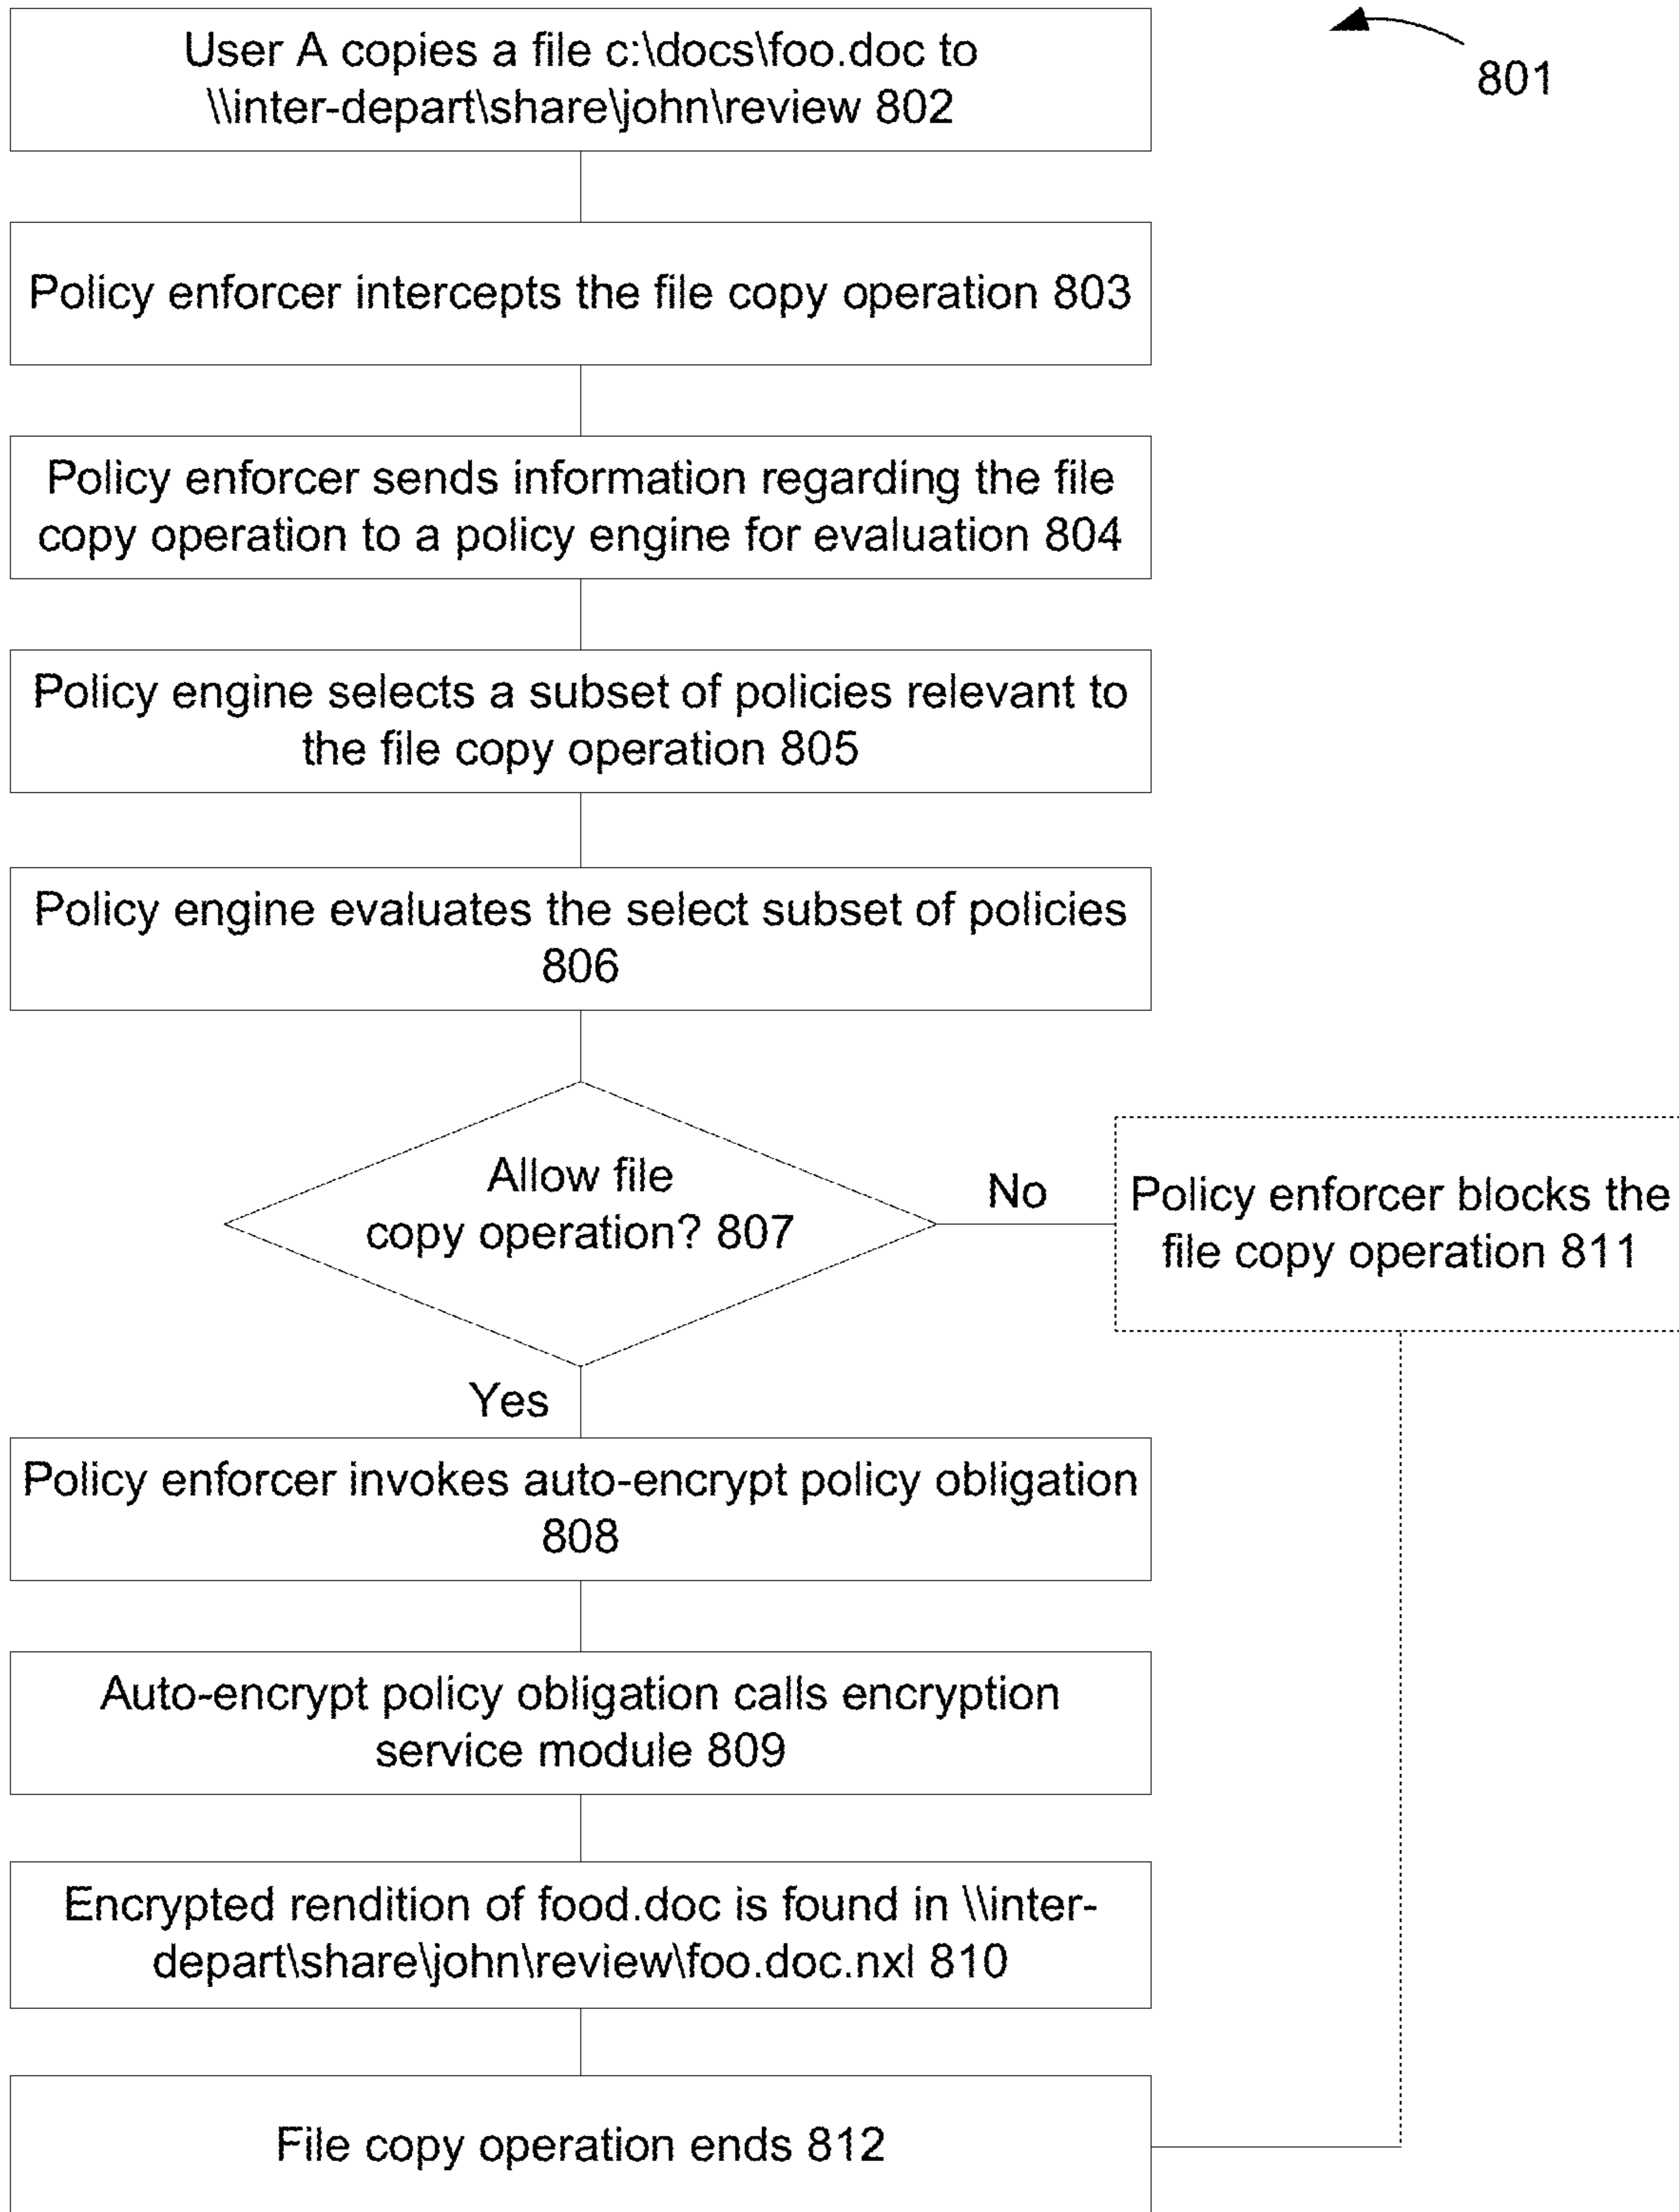 User A copies a file c:\docs\foo.doc to
\\inter-depart\share\john\review 802
801
Policy enforcer intercepts the file copy operation 803
Policy enforcer sends information regarding the file
copy operation to a policy engine for evaluation 804
Policy engine selects a subset of policies relevant to
the file copy operation 805
Policy engine evaluates the select subset of policies
806
Allow file
copy operation? 807
No
Policy enforcer blocks the
file copy operation 811
Yes
Policy enforcer invokes auto-encrypt policy obligation
808
Auto-encrypt policy obligation calls encryption
service module 809
Encrypted rendition of food.doc is found in \\inter-
depart\share\john\review\foo.doc.nxl 810
File copy operation ends 812